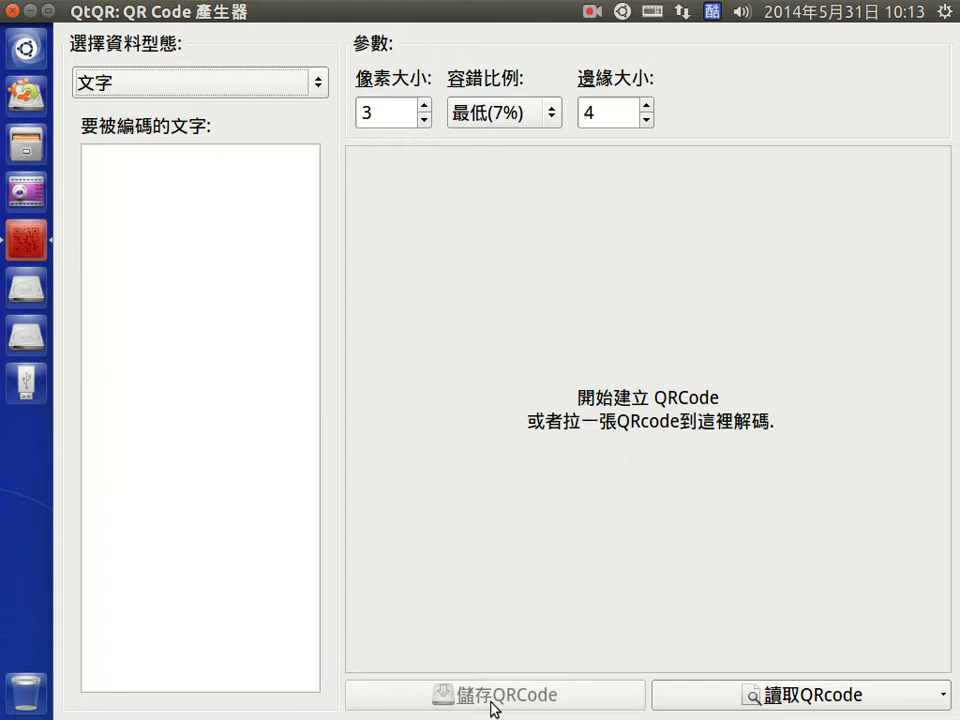 QtQR: QR Code 產生器
酷
2014年5月31日 10:13
選擇資料型態:
文字
要被編碼的文字:
參數:
像素大小: 容錯比例: 邊緣大小:
3 最低(7%) 4
開始建立 QRCode
或者拉一張QRcode到這裡解碼.
儲存QRCode
讀取QRcode